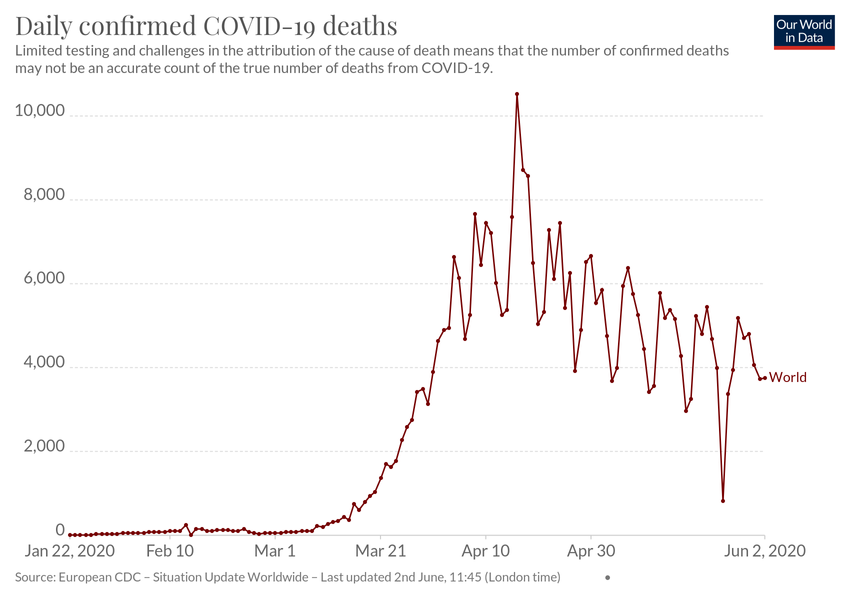 Daily confirmed COVID-19 deaths
Our World
in Data
Limited testing and challenges in the attribution of the cause of death means that the number of confirmed deaths
may not be an accurate count of the true number of deaths from COVID-19.
10,000
8,000
6,000
4,000
2,000
0
World
Jan 22, 2020 Feb 10 Mar 1 Mar 21 Apr 10 Apr 30 Jun 2, 2020
Source: European CDC – Situation Update Worldwide – Last updated 2nd June, 11:45 (London time) •